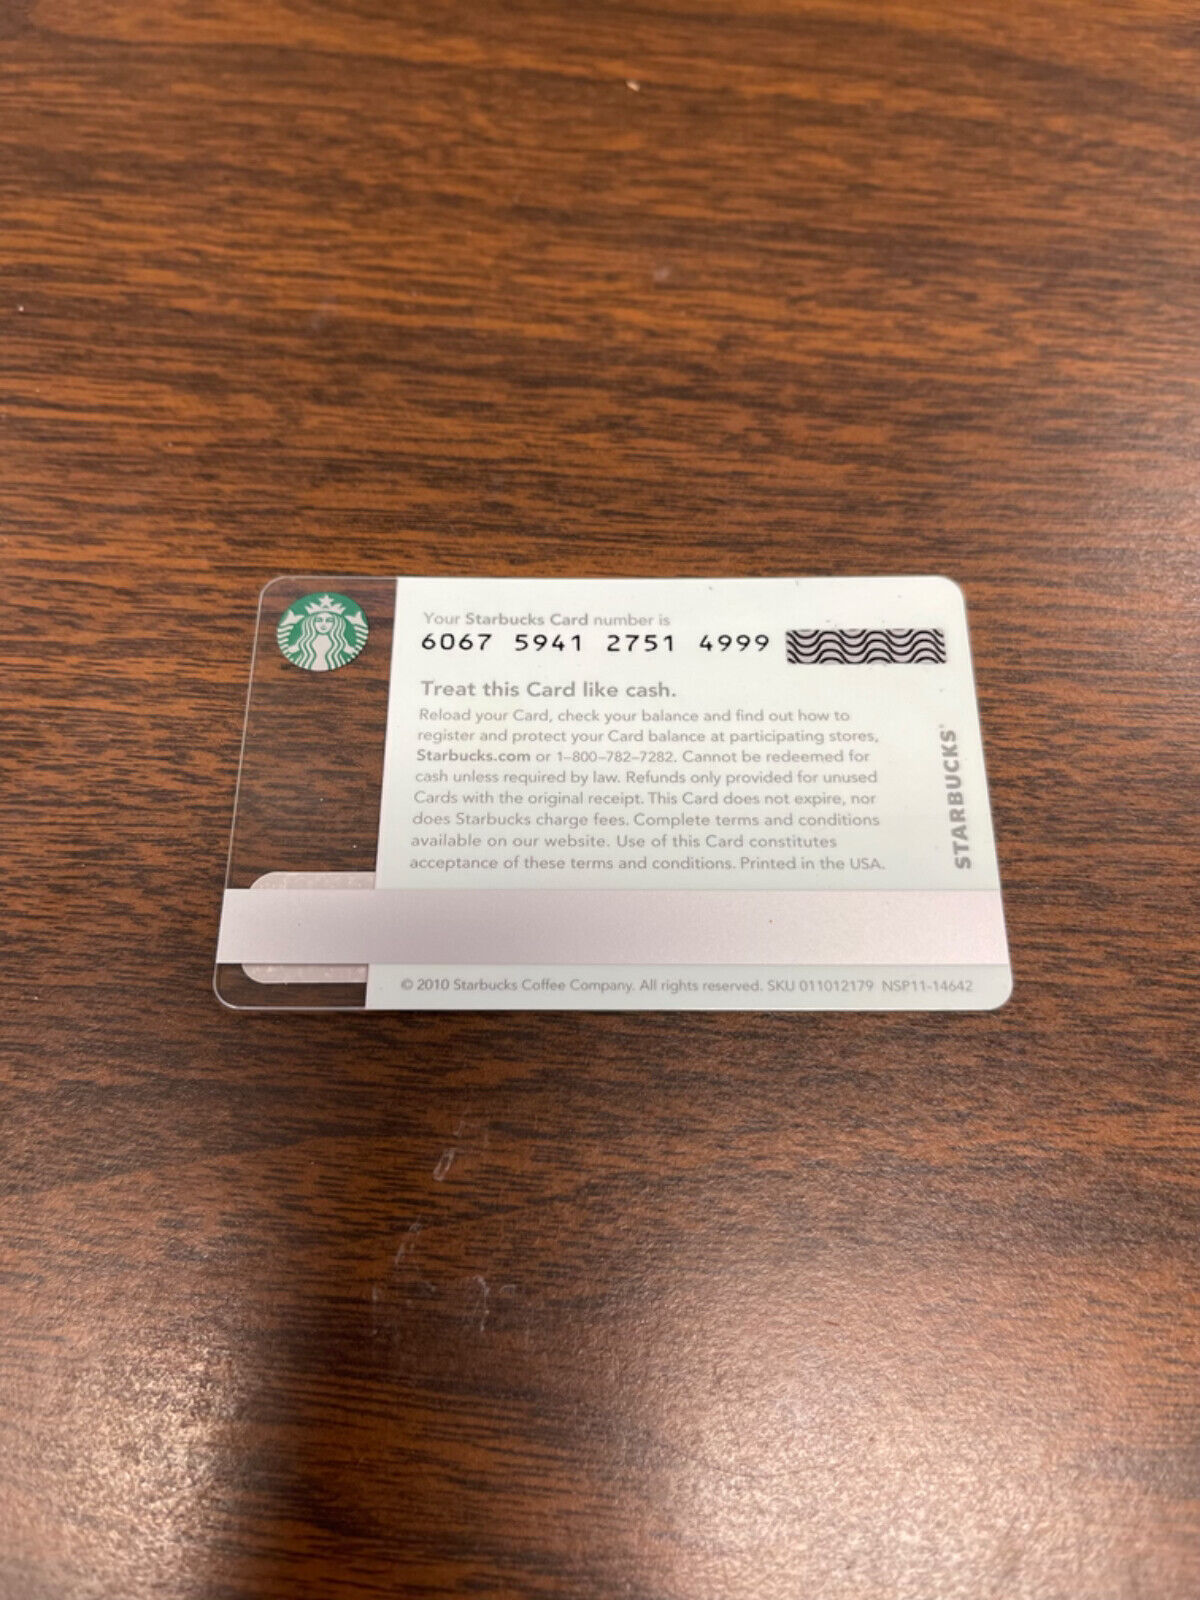 Your Starbucks Card number is
6067 5941 2751 4999
Treat this Card like cash.
Reload your Card, check your balance and find out how to
register and protect your Card balance at participating stores,
Starbucks.com or 1–800–782–7282. Cannot be redeemed for
cash unless required by law. Refunds only provided for unused
Cards with the original receipt. This Card does not expire, nor
does Starbucks charge fees. Complete terms and conditions
available on our website. Use of this Card constitutes
acceptance of these terms and conditions. Printed in the USA.
STARBUCKS®
© 2010 Starbucks Coffee Company. All rights reserved. SKU 011012179 NSP11-14642